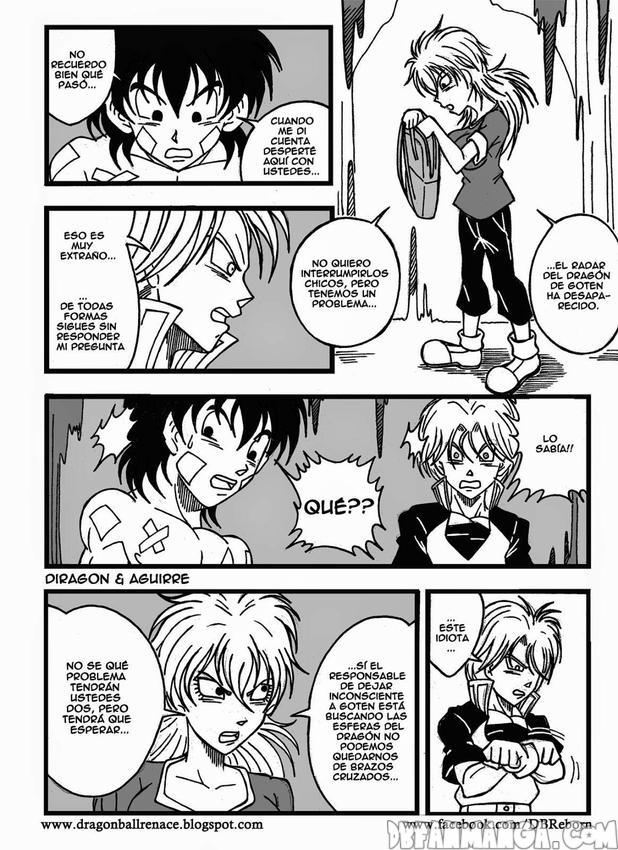 NO
RECUERDO
BIEN QUÉ
PASÓ...
CUANDO
ME DI
CUENTA
DESPERTÉ
AQUÍ CON
USTEDES...
ESO ES
MUY
EXTRAÑO...
...
DE TODAS
FORMAS
SIGUES SIN
RESPONDER
MI PREGUNTA
NO QUIERO
INTERRUMPIRLOS
CHICOS, PERO
TENEMOS UN
PROBLEMA...
...EL RADAR
DEL DRAGÓN
DE GOTEN
HA DESAPA-
RECIDO.
QUÉ??
LO
SABÍA!!
DIRAGON & AGUIRRE
NO SE QUÉ
PROBLEMA
TENDRÁN
USTEDES
DOS, PERO
TENDRÁ QUE
ESPERAR...
...SÍ EL
RESPONSABLE
DE DEJAR
INCONSCIENTE
A GOTEN ESTÁ
BUSCANDO LAS
ESFERAS DEL
DRAGÓN NO
PODEMOS
QUEDARNOS
DE BRAZOS
CRUZADOS...
...
ESTE
IDIOTA
...
www.dragonballrenace.blogspot.com
www.facebook.com/DBReborn
DBFANMANGA.COM